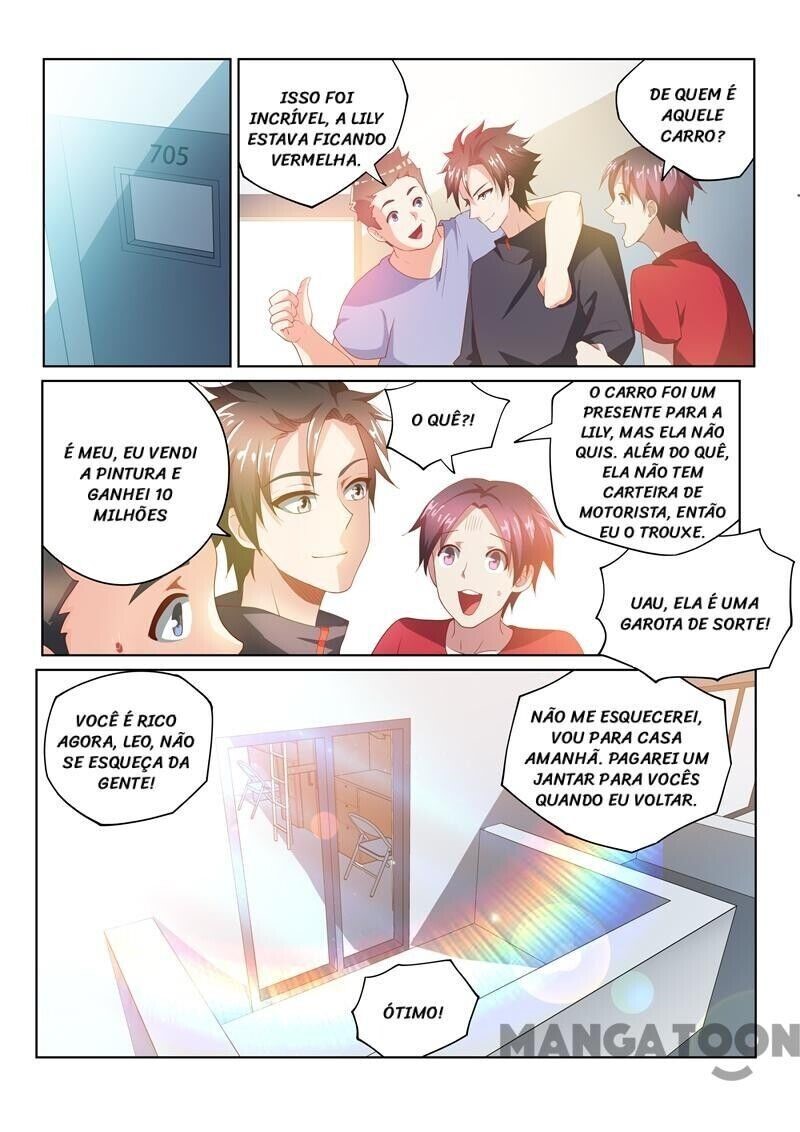 705
ISSO FOI
INCRÍVEL, A LILY
ESTAVA FICANDO
VERMELHA.
DE QUEM É
AQUELE
CARRO?
É MEU, EU VENDI
A PINTURA E
GANHEI 10
MILHÕES
O QUÊ?!
O CARRO FOI UM
PRESENTE PARA A
LILY, MAS ELA NÃO
QUIS. ALÉM DO QUÊ,
ELA NÃO TEM
CARTEIRA DE
MOTORISTA, ENTÃO
EU O TROUXE.
UAU, ELA É UMA
GAROTA DE SORTE!
VOCÊ É RICO
AGORA, LEO, NÃO
SE ESQUEÇA DA
GENTE!
NÃO ME ESQUECEREI,
VOU PARA CASA
AMANHÃ. PAGAREI UM
JANTAR PARA VOCÊS
QUANDO EU VOLTAR.
ÓTIMO!
MANGATOON